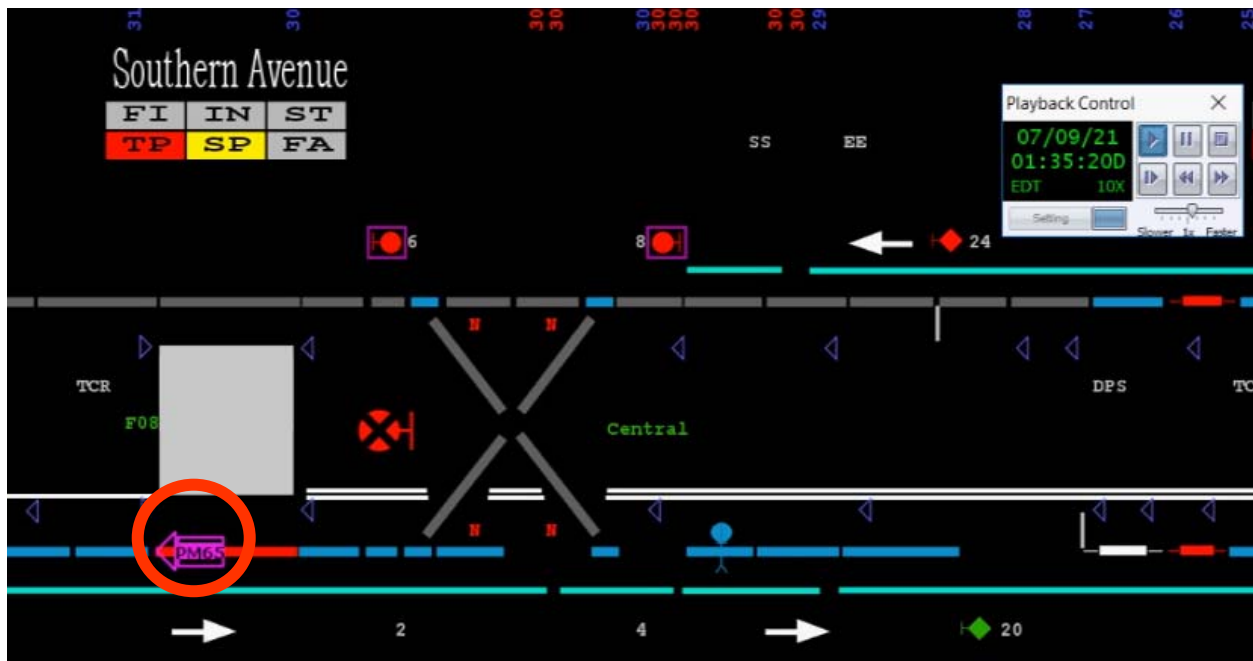 31 30 30 30 30 30 30 30 30 30 29 28 27 26 25
Southern Avenue
FI IN ST
TP SP FA
Playback Control
07/09/21
01:35:20D
EDT 10X
Setting
Slower 1x Faster
SS EE
6 8 24
N N
TCR DPS TC
F08
Central
N N
PM65
2 4 20